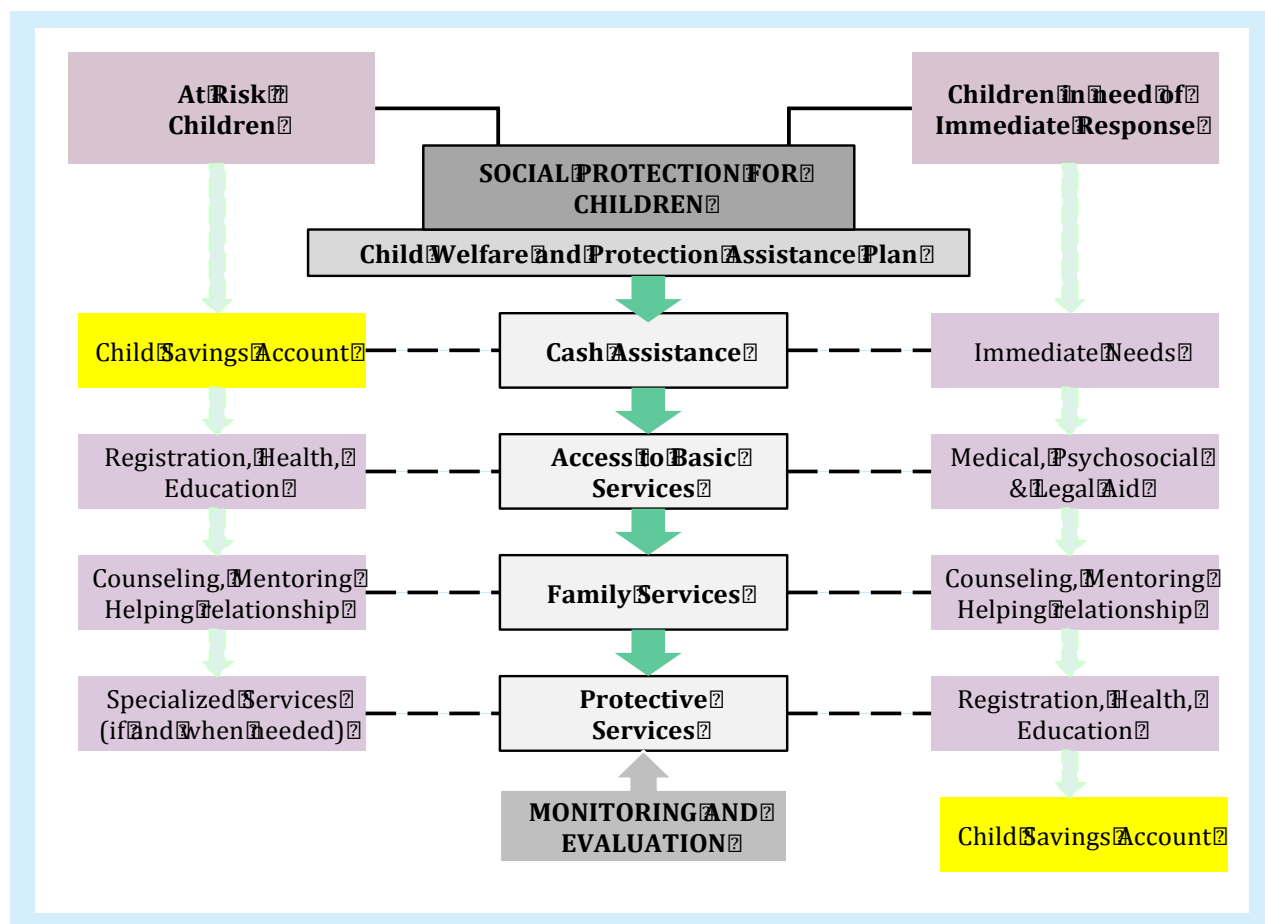 At Risk
Children
Children in need of
Immediate Response
SOCIAL PROTECTION FOR
CHILDREN
Child Welfare and Protection Assistance Plan
Child Savings Account
Cash Assistance
Immediate Needs
Registration, Health,
Education
Access to Basic
Services
Medical, Psychosocial
& Legal Aid
Counseling, Mentoring
Helping relationship
Family Services
Counseling, Mentoring
Helping relationship
Specialized Services
(if and when needed)
Protective
Services
Registration, Health,
Education
MONITORING AND
EVALUATION
Child Savings Account